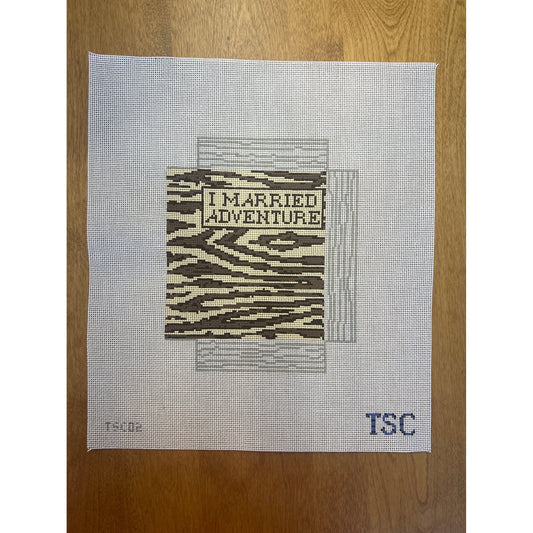 I MARRIED
ADVENTURE
TSC02
TSC